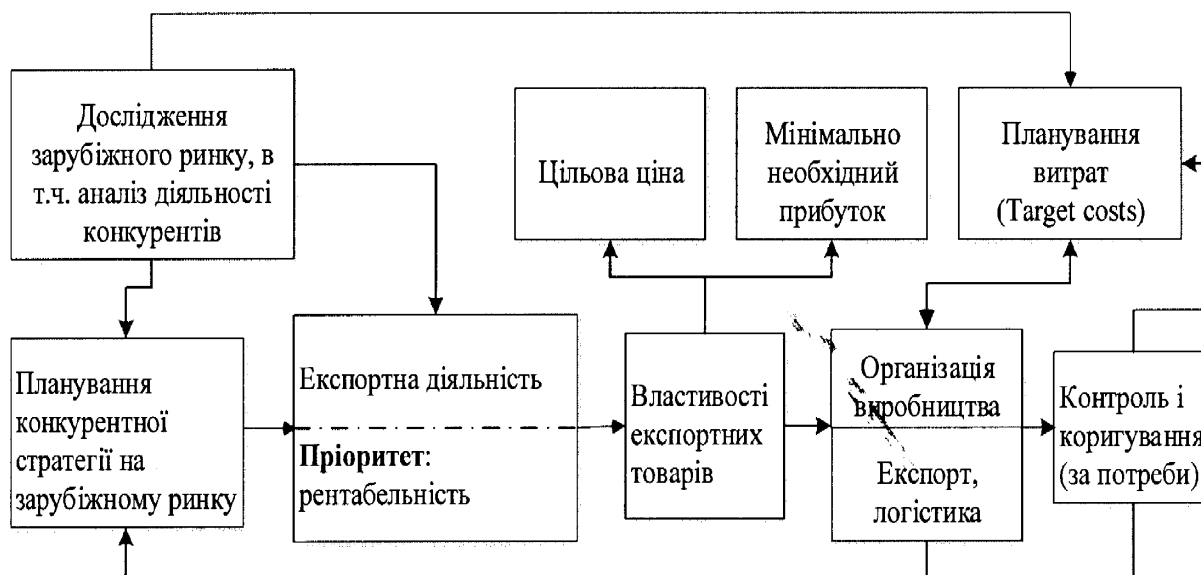 Дослідження
зарубіжного ринку, в
т.ч. аналіз діяльності
конкурентів
Цільова ціна
Мінімально
необхідний
прибуток
Планування
витрат
(Target costs)
Планування
конкурентної
стратегії на
зарубіжному ринку
Експортна діяльність
Пріоритет:
рентабельність
Властивості
експортних
товарів
Організація
виробництва
Експорт,
логістика
Контроль і
коригування
(за потреби)